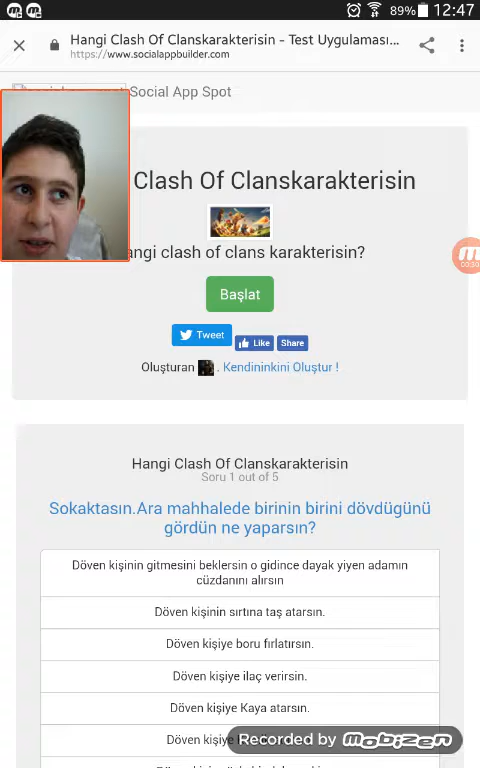 89% 12:47
Hangi Clash Of Clanskarakterisin - Test Uygulaması...
https://www.socialappbuilder.com
Social App Spot
Clash Of Clanskarakterisin
angi clash of clans karakterisin?
Başlat
Tweet
Like Share
Oluşturan . Kendininkini Oluştur !
03:20
Hangi Clash Of Clanskarakterisin
Soru 1 out of 5
Sokaktasın.Ara mahhalede birinin birini dövdügünü
gördün ne yaparsın?
Döven kişinin gitmesini beklersin o gidince dayak yiyen adamın
cüzdanını alırsın
Döven kişinin sırtına taş atarsın.
Döven kişiye boru fırlatırsın.
Döven kişiye ilaç verirsin.
Döven kişiye Kaya atarsın.
Döven kişiye
Recorded by Mobizen